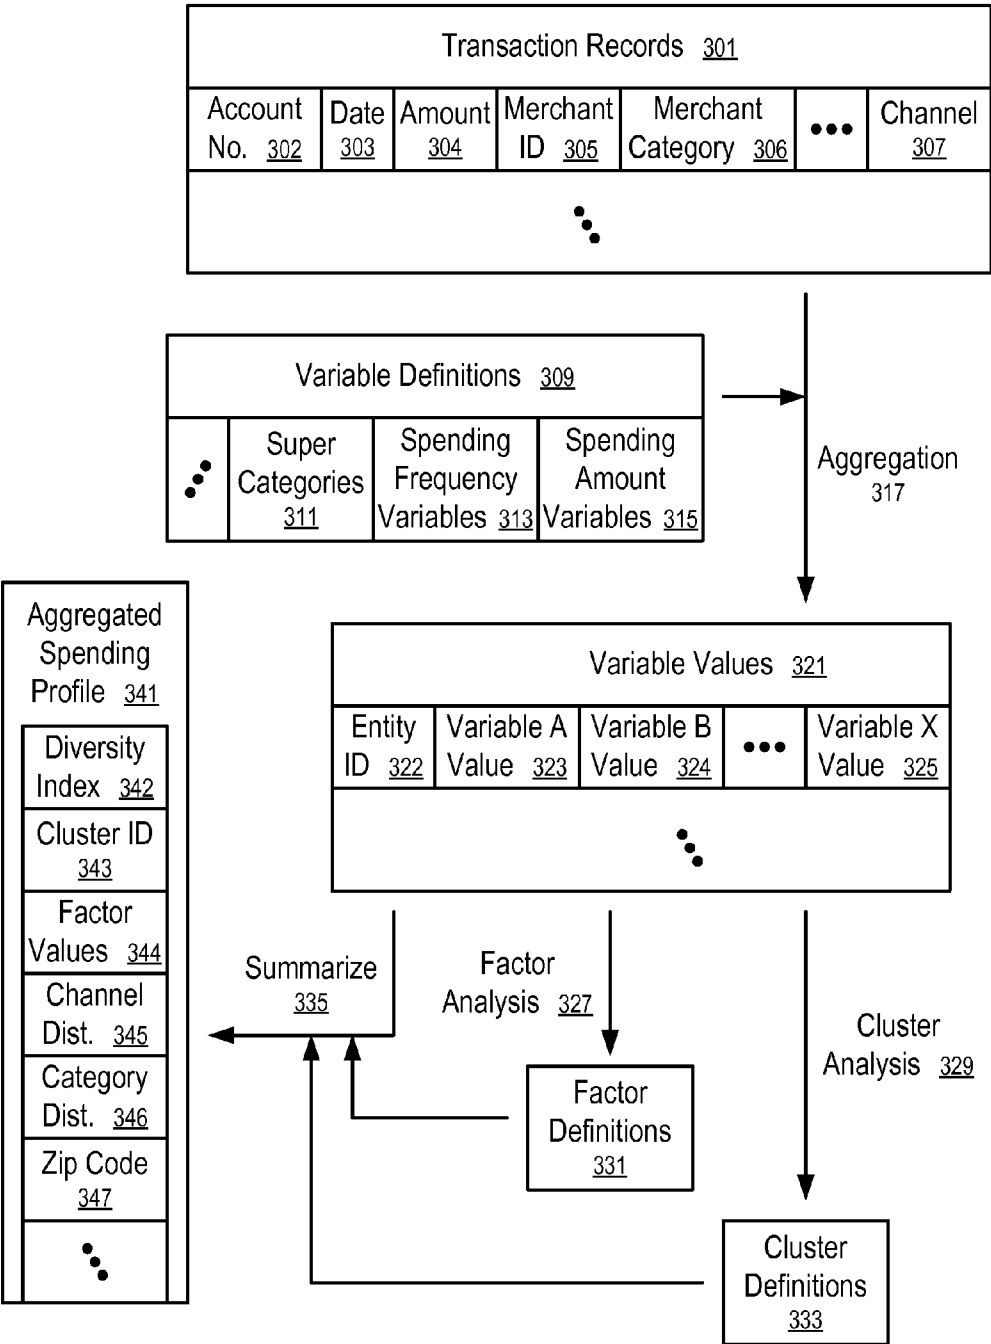 Transaction Records 301
Account No. 302
Date 303
Amount 304
Merchant ID 305
Merchant Category 306
•••
Channel 307
Variable Definitions 309
Super Categories 311
Spending Frequency Variables 313
Spending Amount Variables 315
Aggregation 317
Aggregated Spending Profile 341
Diversity Index 342
Cluster ID 343
Factor Values 344
Channel Dist. 345
Category Dist. 346
Zip Code 347
Variable Values 321
Entity ID 322
Variable A Value 323
Variable B Value 324
•••
Variable X Value 325
Summarize 335
Factor Analysis 327
Cluster Analysis 329
Factor Definitions 331
Cluster Definitions 333